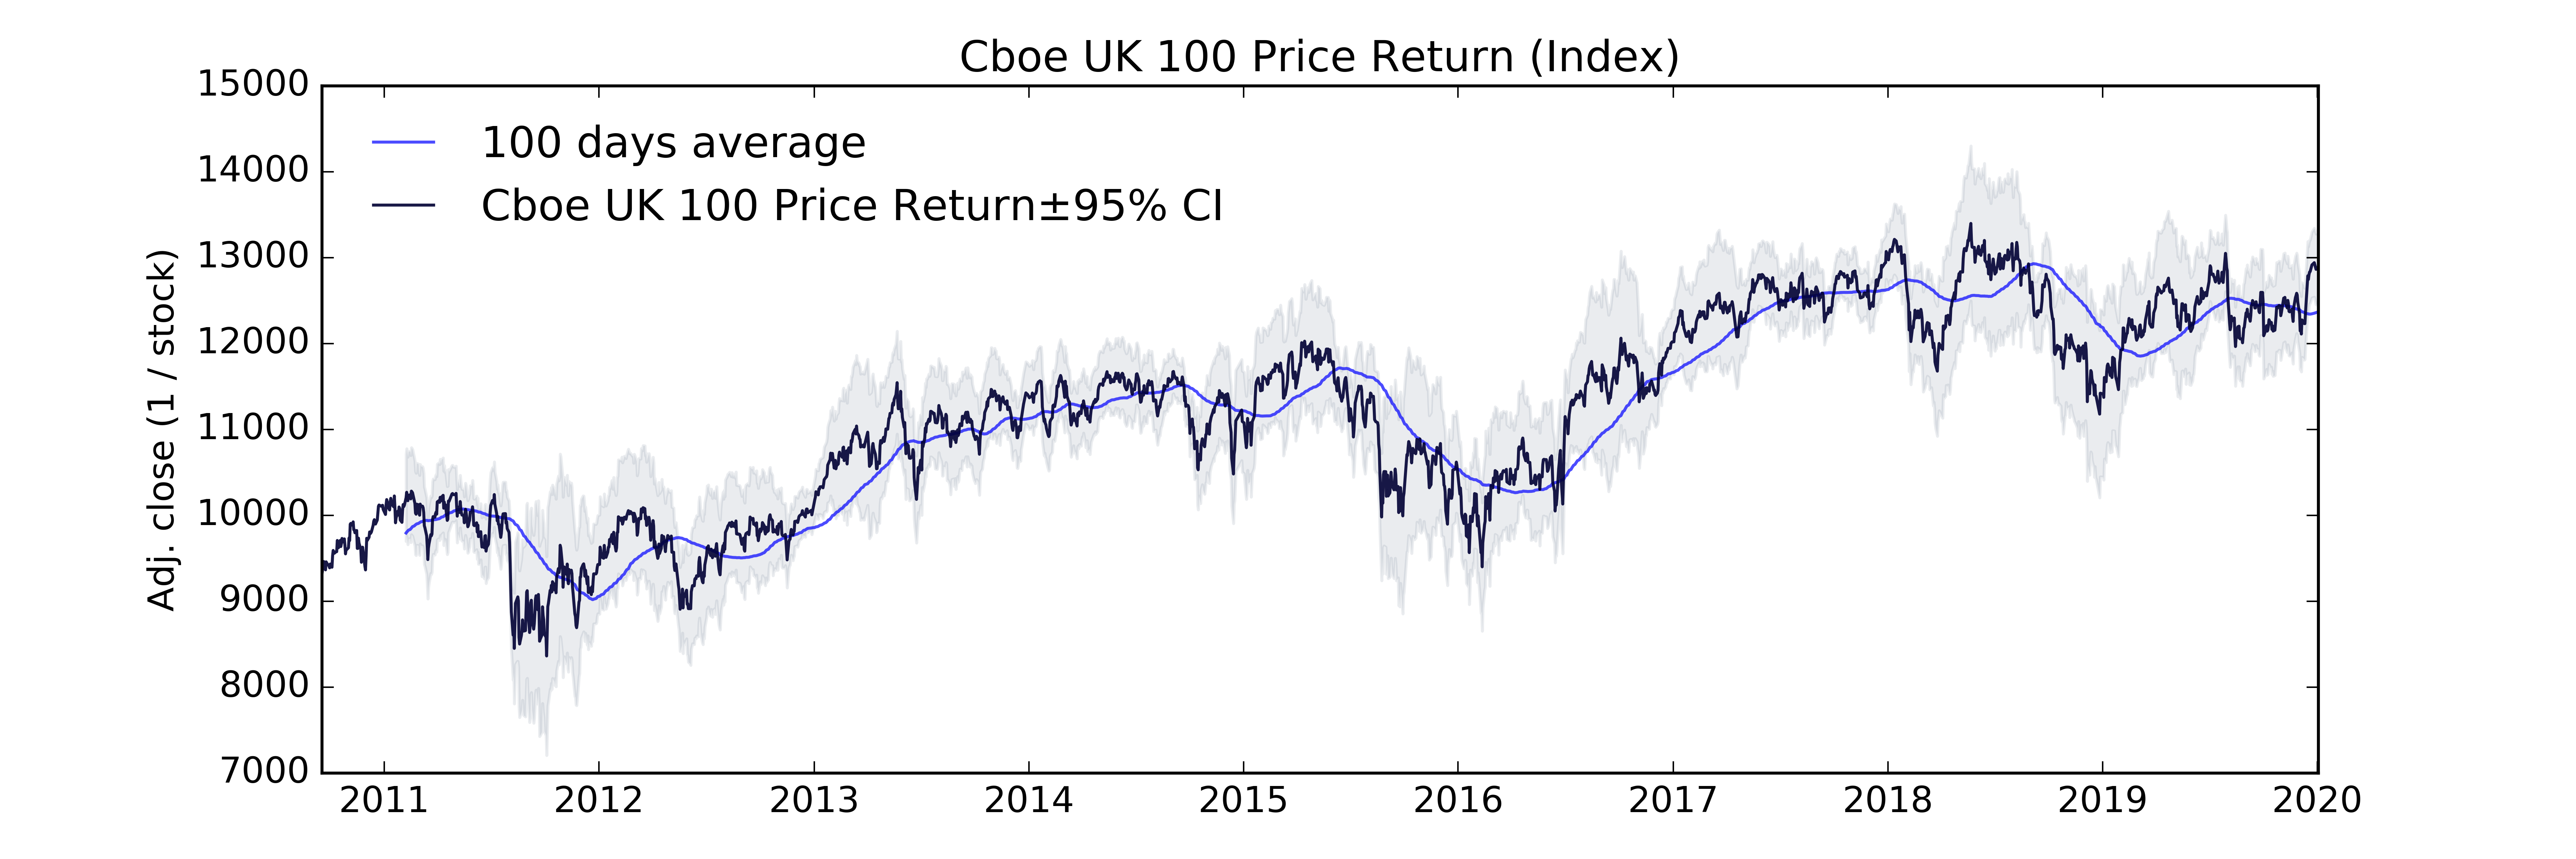 Cboe UK 100 Price Return (Index)
15000
14000
13000
12000
11000
10000
9000
8000
7000
Adj. close (1 / stock)
100 days average
Cboe UK 100 Price Return±95% CI
2011 2012 2013 2014 2015 2016 2017 2018 2019 2020